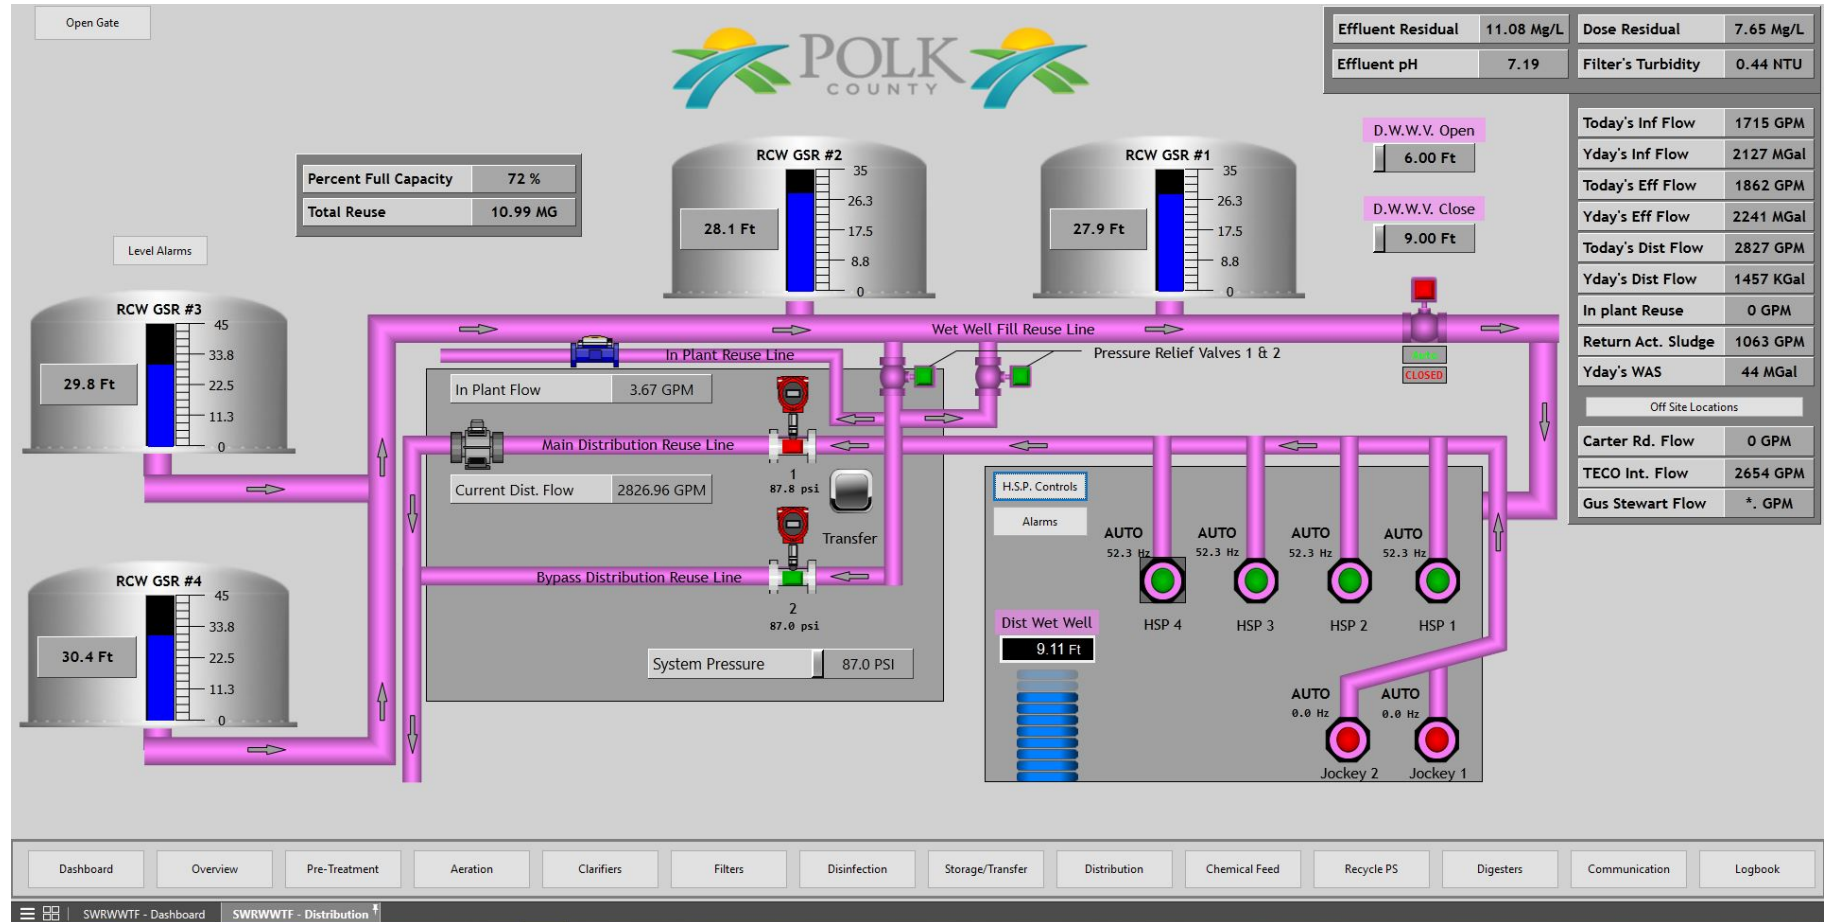 Open Gate
POLK
COUNTY
Effluent Residual 11.08 Mg/L Dose Residual 7.65 Mg/L
Effluent pH 7.19 Filter's Turbidity 0.44 NTU
Percent Full Capacity 72 %
Total Reuse 10.99 MG
Level Alarms
RCW GSR #2
35
26.3
17.5
8.8
0
28.1 Ft
RCW GSR #1
35
26.3
17.5
8.8
0
27.9 Ft
D.W.W.V. Open
6.00 Ft
D.W.W.V. Close
9.00 Ft
Today's Inf Flow 1715 GPM
Yday's Inf Flow 2127 MGal
Today's Eff Flow 1862 GPM
Yday's Eff Flow 2241 MGal
Today's Dist Flow 2827 GPM
Yday's Dist Flow 1457 KGal
In plant Reuse 0 GPM
Return Act. Sludge 1063 GPM
Yday's WAS 44 MGal
Off Site Locations
Carter Rd. Flow 0 GPM
TECO Int. Flow 2654 GPM
Gus Stewart Flow *. GPM
RCW GSR #3
45
33.8
22.5
11.3
0
29.8 Ft
RCW GSR #4
45
33.8
22.5
11.3
0
30.4 Ft
Wet Well Fill Reuse Line
In Plant Reuse Line
Pressure Relief Valves 1 & 2
Auto
CLOSED
In Plant Flow 3.67 GPM
Main Distribution Reuse Line
1
87.8 psi
Current Dist. Flow 2826.96 GPM
Transfer
Bypass Distribution Reuse Line
2
87.0 psi
System Pressure 87.0 PSI
H.S.P. Controls
Alarms
AUTO AUTO AUTO AUTO
52.3 Hz 52.3 Hz 52.3 Hz 52.3 Hz
HSP 4 HSP 3 HSP 2 HSP 1
Dist Wet Well
9.11 Ft
AUTO AUTO
0.0 Hz 0.0 Hz
Jockey 2 Jockey 1
Dashboard Overview Pre-Treatment Aeration Clarifiers Filters Disinfection Storage/Transfer Distribution Chemical Feed Recycle PS Digesters Communication Logbook
SWRWWTF - Dashboard SWRWWTF - Distribution